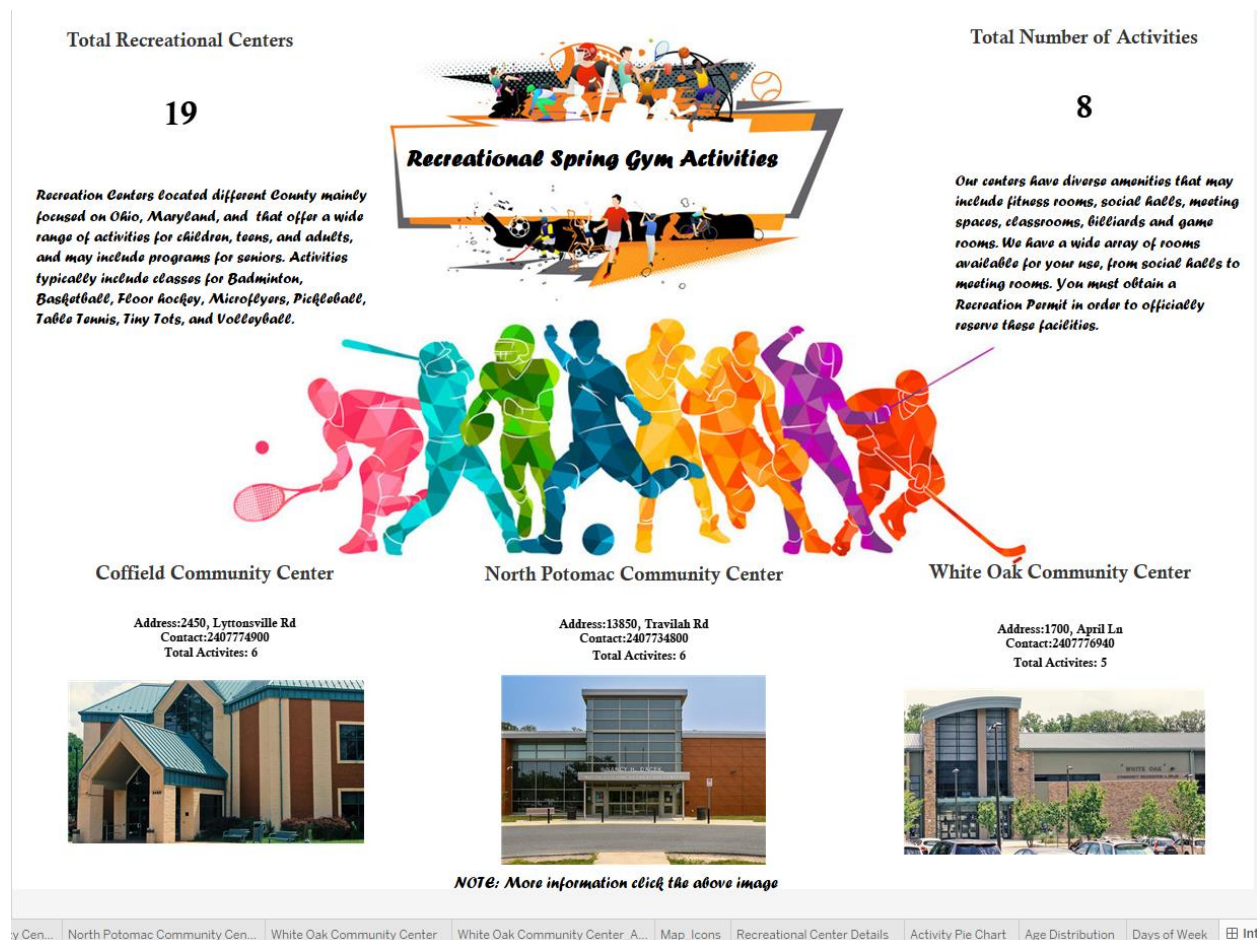 Total Recreational Centers
19
Recreation Centers located different County mainly
focused on Ohio, Maryland, and that offer a wide
range of activities for children, teens, and adults,
and may include programs for seniors. Activities
typically include classes for Badminton,
Basketball, Floor hockey, Microflyers, Pickleball,
Table Tennis, Tiny Tots, and Volleyball.
Recreational Spring Gym Activities
Total Number of Activities
8
Our centers have diverse amenities that may
include fitness rooms, social halls, meeting
spaces, classrooms, billiards and game
rooms. We have a wide array of rooms
available for your use, from social halls to
meeting rooms. You must obtain a
Recreation Permit in order to officially
reserve these facilities.
Coffield Community Center
Address:2450, Lyttonsville Rd
Contact:2407774900
Total Activites: 6
North Potomac Community Center
Address:13850, Travilah Rd
Contact:2407734800
Total Activites: 6
White Oak Community Center
Address:1700, April Ln
Contact:2407776940
Total Activites: 5
WHITE OAK
NOTE: More information click the above image
y Cen...
North Potomac Community Cen...
White Oak Community Center
White Oak Community Center_A...
Map_Icons
Recreational Center Details
Activity Pie Chart
Age Distribution
Days of Week
Int